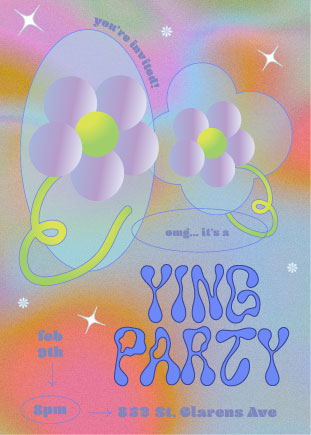 you're invited!
omg... it's a
YING
PARTY
feb
9th
8pm
839 St. Clarens Ave